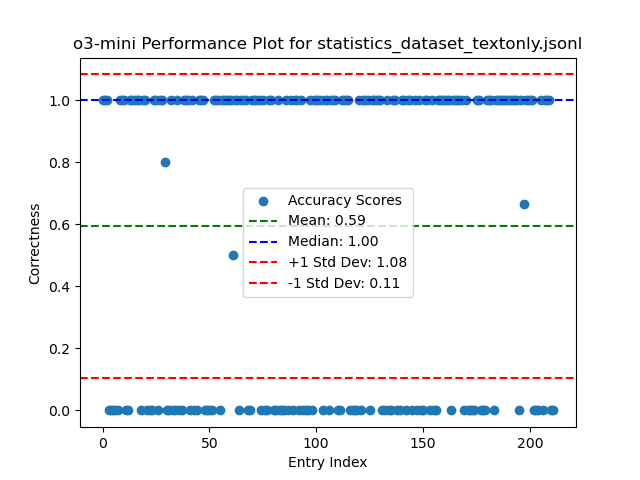 o3-mini Performance Plot for statistics_dataset_textonly.jsonl
1.0
0.8
0.6
0.4
0.2
0.0
Correctness
Accuracy Scores
Mean: 0.59
Median: 1.00
+1 Std Dev: 1.08
-1 Std Dev: 0.11
0 50 100 150 200
Entry Index